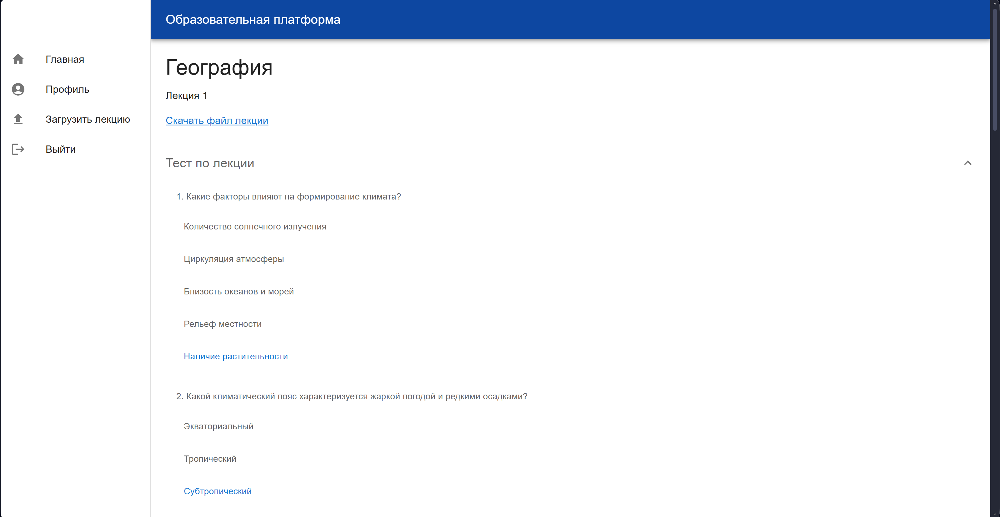 Образовательная платформа
Главная
Профиль
Загрузить лекцию
Выйти
География
Лекция 1
Скачать файл лекции
Тест по лекции
1. Какие факторы влияют на формирование климата?
Количество солнечного излучения
Циркуляция атмосферы
Близость океанов и морей
Рельеф местности
Наличие растительности
2. Какой климатический пояс характеризуется жаркой погодой и редкими осадками?
Экваториальный
Тропический
Субтропический